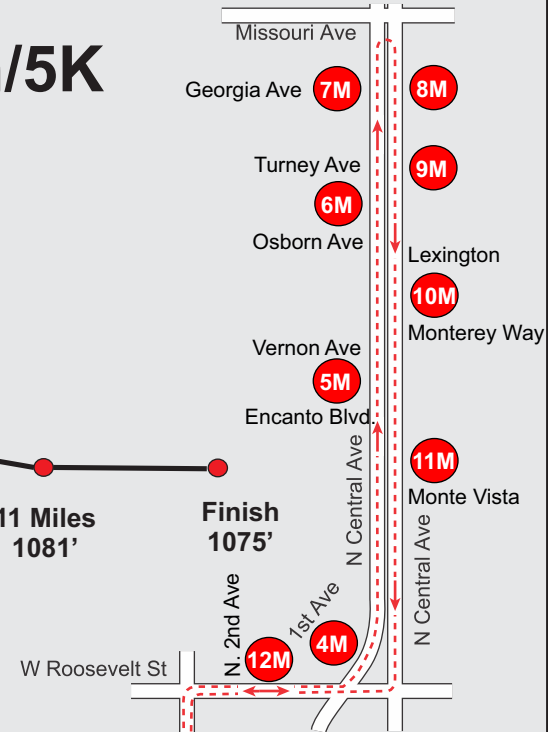 Missouri Ave
/5K
Georgia Ave
7M
8M
Turney Ave
9M
6M
Osborn Ave
Lexington
10M
Monterey Way
Vernon Ave
5M
Encanto Blvd.
N Central Ave
11M
Monte Vista
11 Miles
1081’
Finish
1075’
N Central Ave
N. 2nd Ave
1st Ave
4M
12M
W Roosevelt St